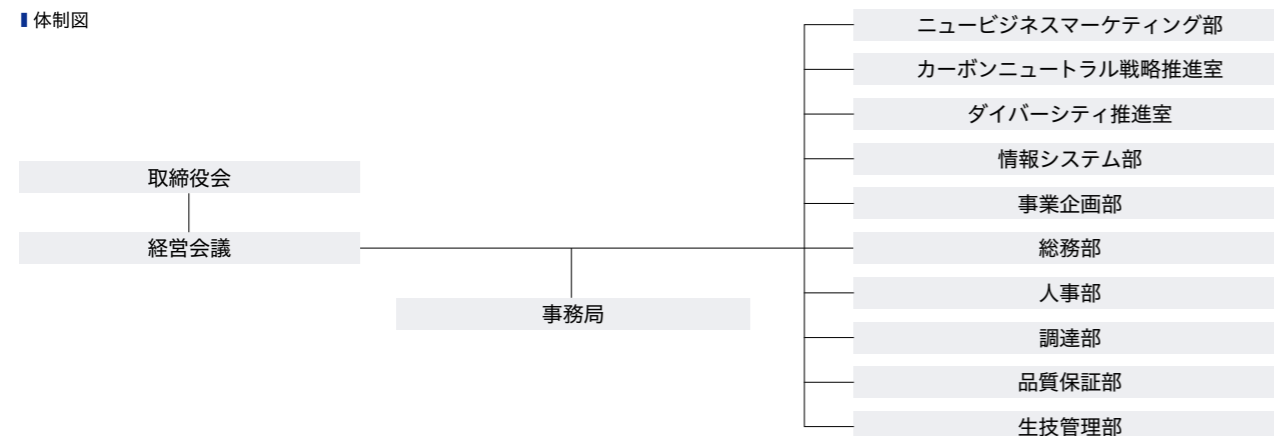 体制図
取締役会
経営会議
事務局
ニュービジネスマーケティング部
カーボンニュートラル戦略推進室
ダイバーシティ推進室
情報システム部
事業企画部
総務部
人事部
調達部
品質保証部
生技管理部